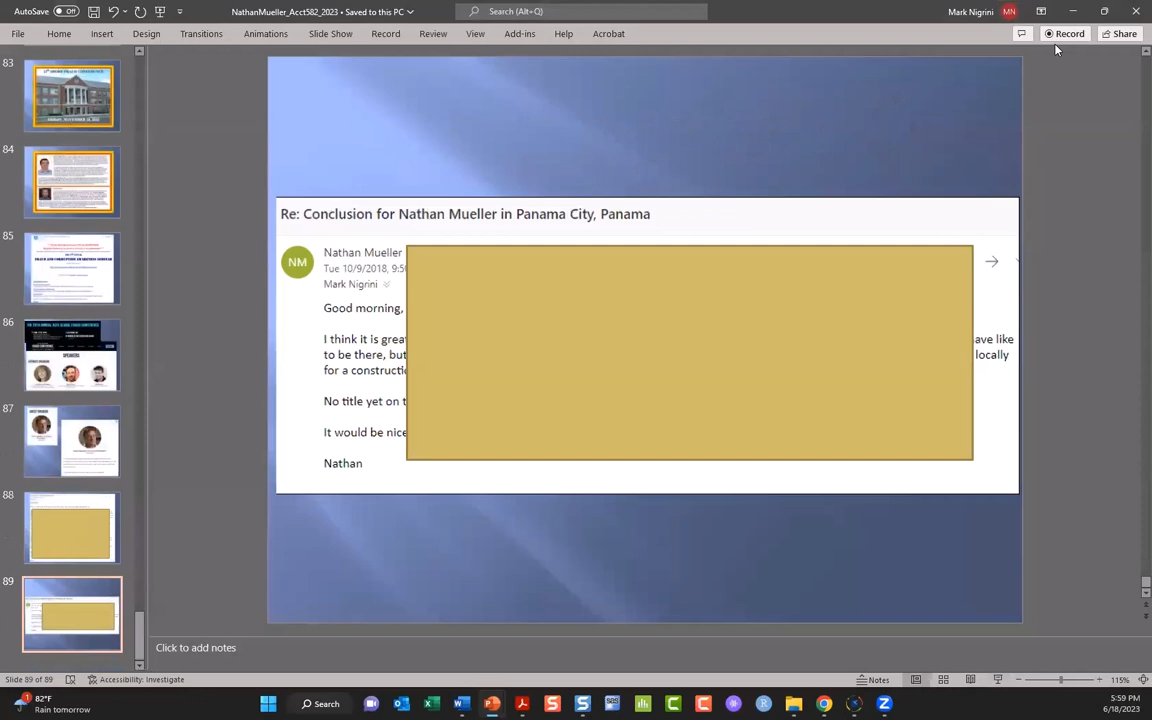 AutoSave Off
NathanMueller_Acct582_2023 • Saved to this PC
Search (Alt+Q)
Mark Nigrini MN
File Home Insert Design Transitions Animations Slide Show Record Review View Add-ins Help Acrobat
Record Share
83
84
85
86
SPEAKERS
87
88
89
Re: Conclusion for Nathan Mueller in Panama City, Panama
NM
Nathan Mueller
Tue 10/9/2018, 9:5
Mark Nigrini
Good morning,
I think it is grea ave like
to be there, but locally
for a constructi
No title yet on t
It would be nice
Nathan
Click to add notes
Slide 89 of 89 Accessibility: Investigate Notes 115%
1
82°F
Rain tomorrow
Search
5:59 PM
6/18/2023